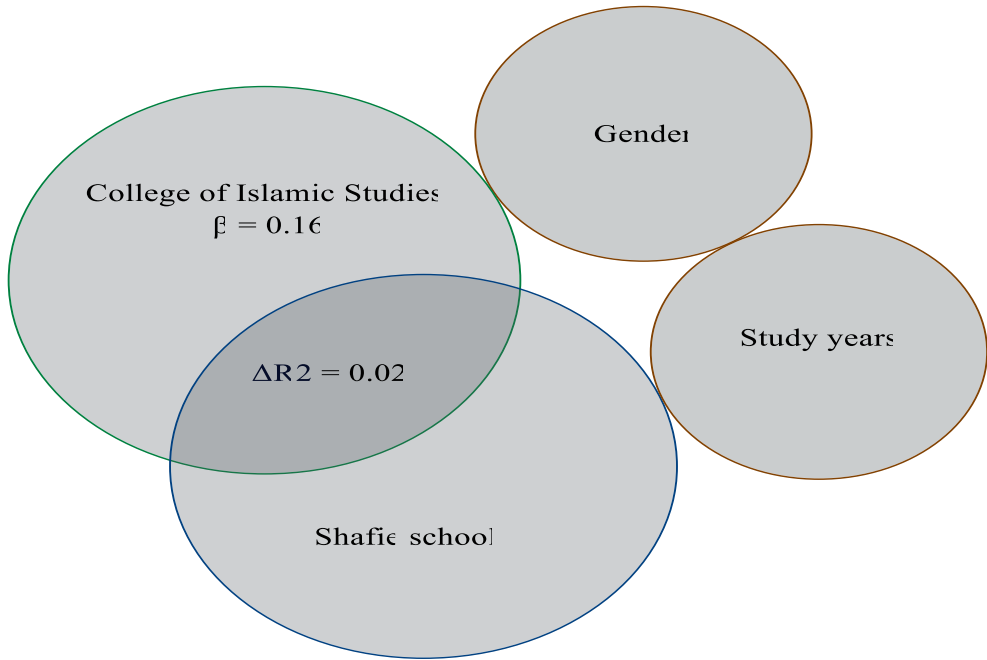 Gender
College of Islamic Studies
β = 0.16
Study years
ΔR2 = 0.02
Shafie school